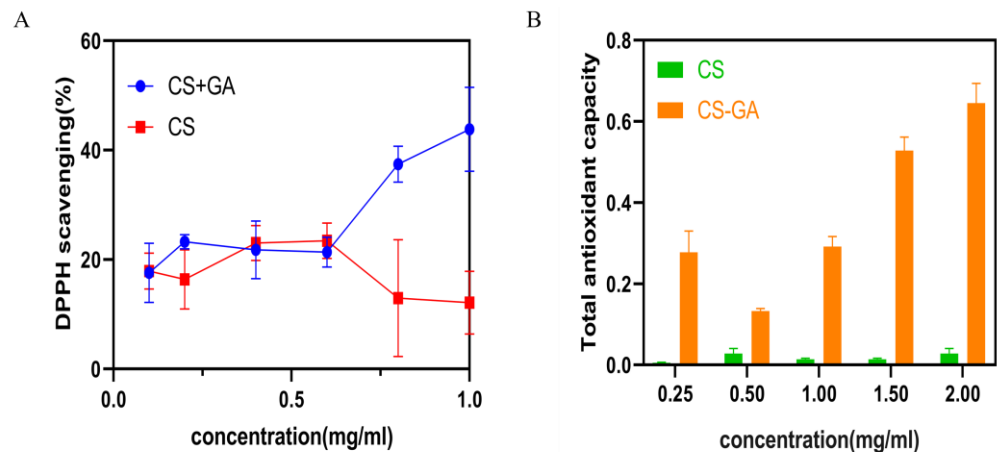 A
DPPH scavenging(%)
60
40
20
0
CS+GA
CS
0.0
0.5
1.0
concentration(mg/ml)
B
Total antioxidant capacity
0.8
0.6
0.4
0.2
0.0
CS
CS-GA
0.25
0.50
1.00
1.50
2.00
concentration(mg/ml)